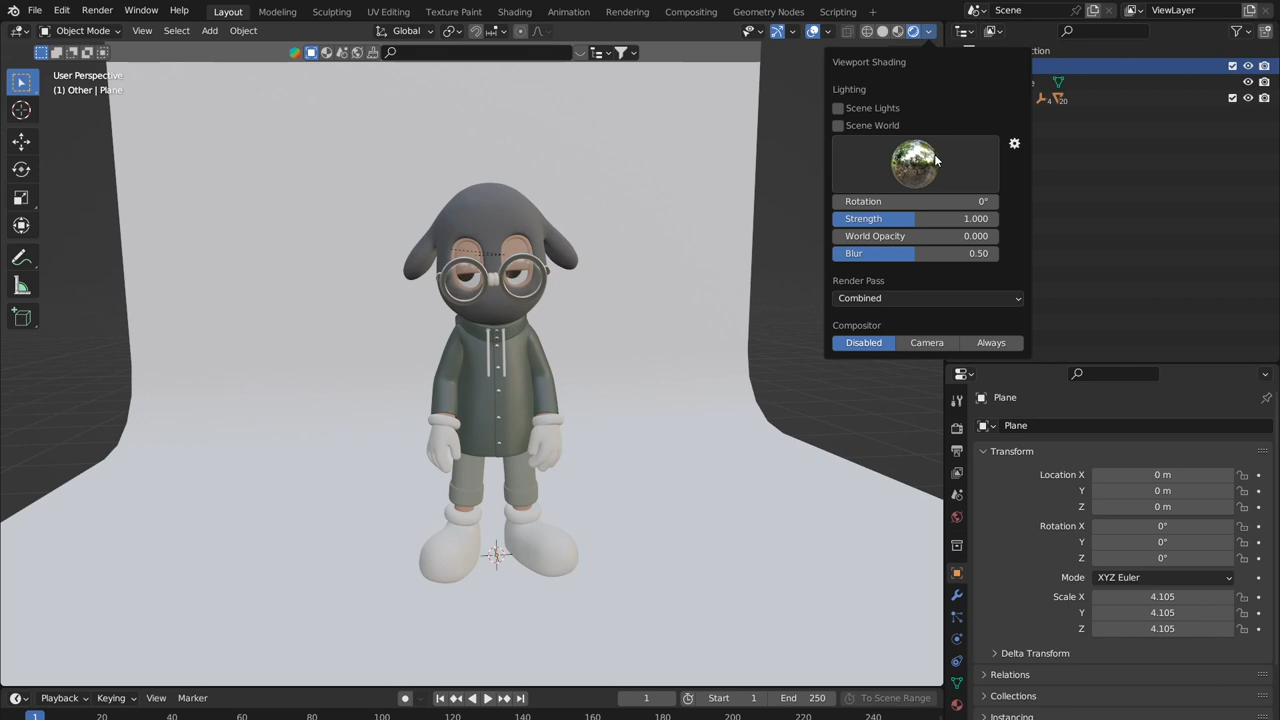 File Edit Render Window Help Layout Modeling Sculpting UV Editing Texture Paint Shading Animation Rendering Compositing Geometry Nodes Scripting + Scene ViewLayer
Object Mode View Select Add Object Global
User Perspective
(1) Other | Plane
Viewport Shading
Lighting
Scene Lights
Scene World
Rotation 0°
Strength 1.000
World Opacity 0.000
Blur 0.50
Render Pass
Combined
Compositor
Disabled Camera Always
ction
e
4 20
Plane
Plane
Transform
Location X 0 m
Y 0 m
Z 0 m
Rotation X 0°
Y 0°
Z 0°
Mode XYZ Euler
Scale X 4.105
Y 4.105
Z 4.105
Delta Transform
Relations
Collections
Instancing
Playback Keying View Marker 1 Start 1 End 250 To Scene Range
1 20 40 60 80 100 120 140 160 180 200 220 240